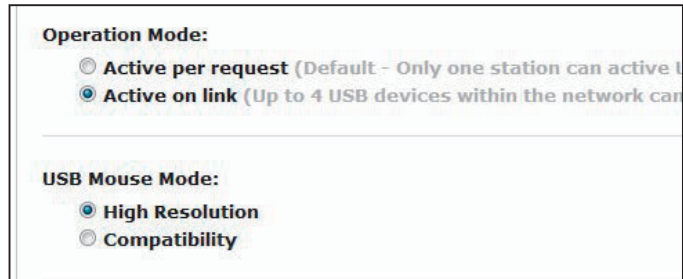 Operation Mode:
Active per request (Default - Only one station can active
Active on link (Up to 4 USB devices within the network can
USB Mouse Mode:
High Resolution
Compatibility